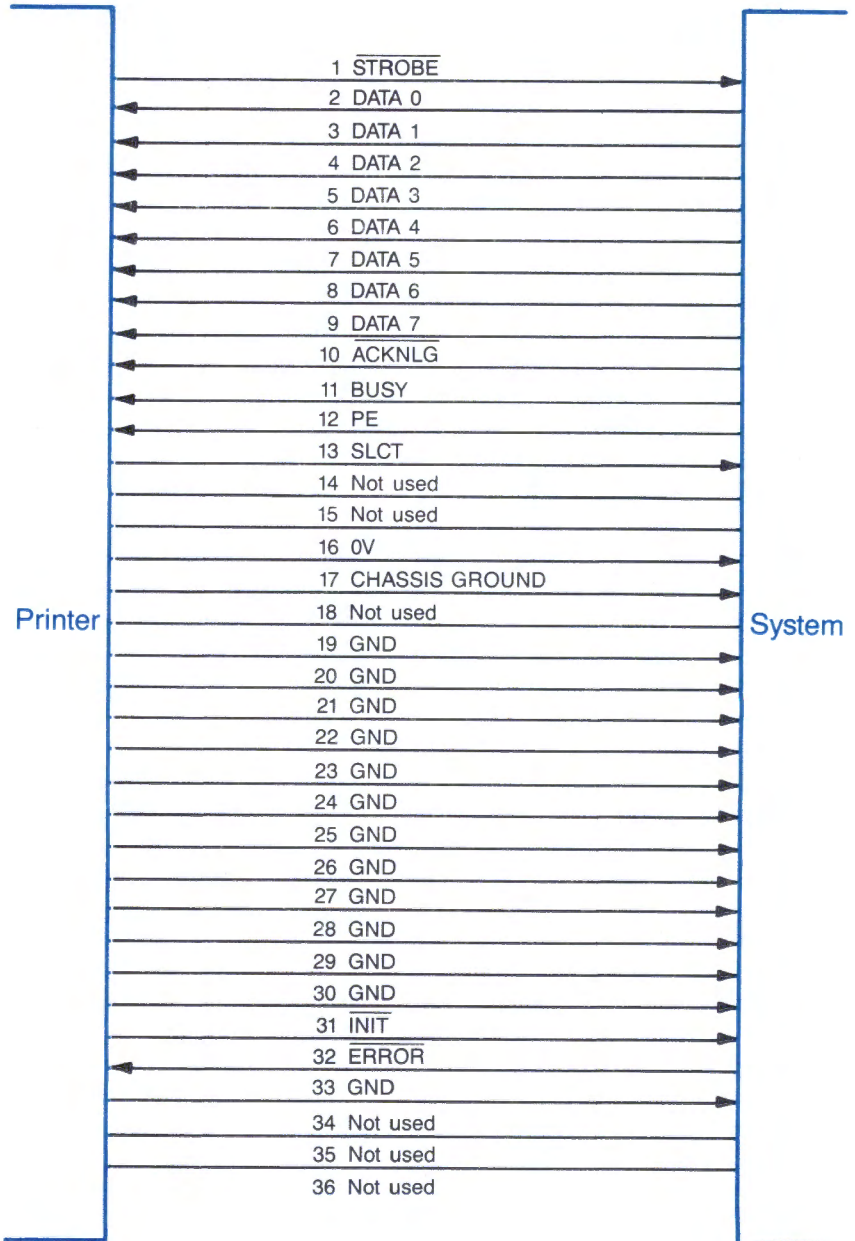 1 STROBE
2 DATA 0
3 DATA 1
4 DATA 2
5 DATA 3
6 DATA 4
7 DATA 5
8 DATA 6
9 DATA 7
10 ACKNLG
11 BUSY
12 PE
13 SLCT
14 Not used
15 Not used
16 0V
17 CHASSIS GROUND
Printer
18 Not used
System
19 GND
20 GND
21 GND
22 GND
23 GND
24 GND
25 GND
26 GND
27 GND
28 GND
29 GND
30 GND
31 INIT
32 ERROR
33 GND
34 Not used
35 Not used
36 Not used